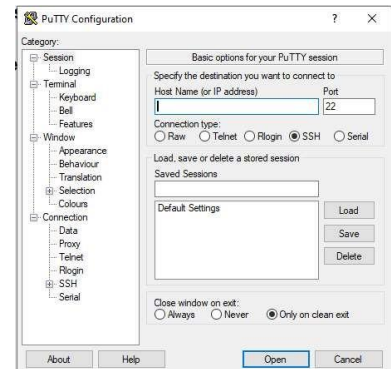 PuTTY Configuration
? X
Category:
Session
Logging
Terminal
Keyboard
Bell
Features
Window
Appearance
Behaviour
Translation
Selection
Colours
Connection
Data
Proxy
Telnet
Rlogin
SSH
Serial
Basic options for your PuTTY session
Specify the destination you want to connect to
Host Name (or IP address) Port
22
Connection type:
Raw Telnet Rlogin SSH Serial
Load, save or delete a stored session
Saved Sessions
Default Settings
Load
Save
Delete
Close window on exit:
Always Never Only on clean exit
About Help Open Cancel